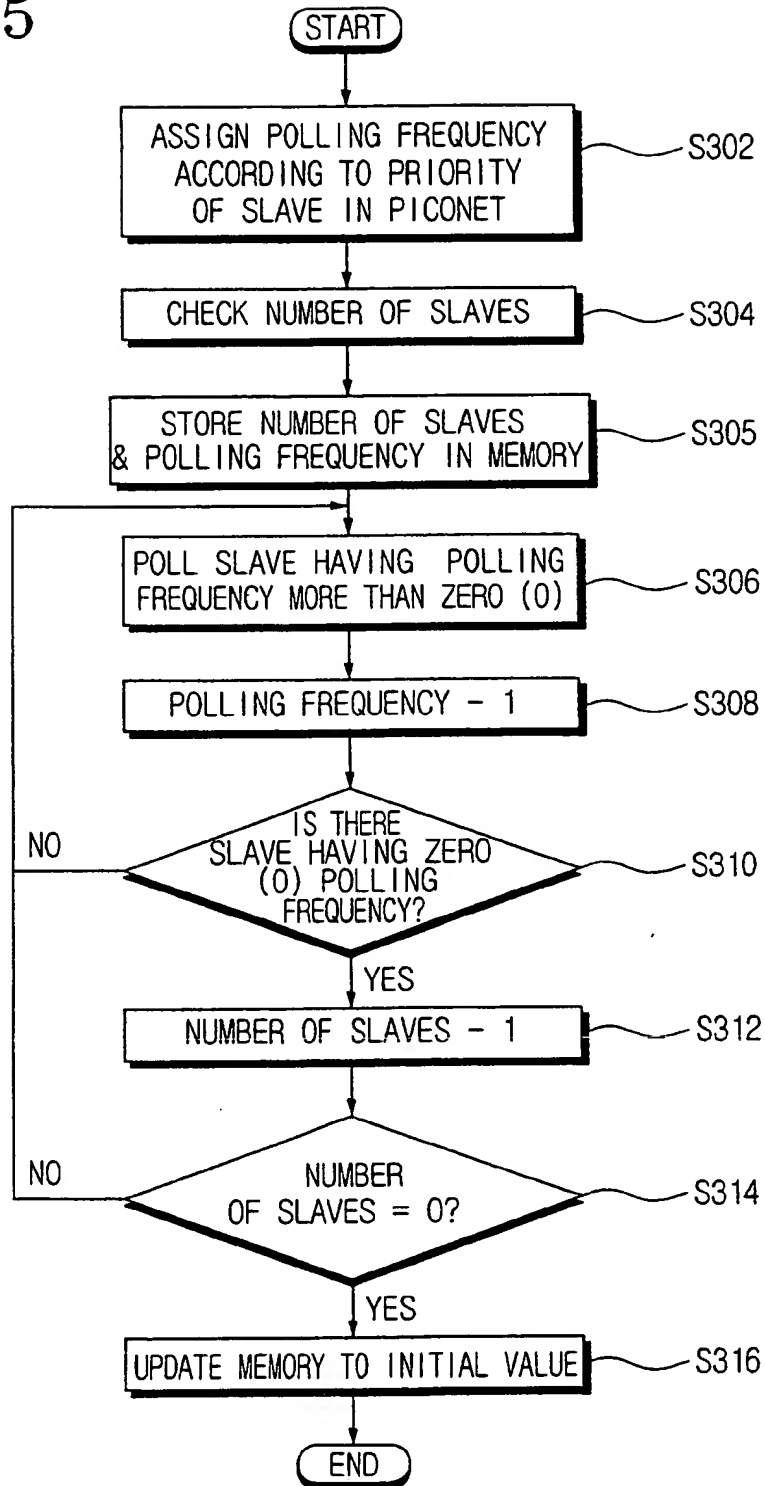 5
START
ASSIGN POLLING FREQUENCY
ACCORDING TO PRIORITY
OF SLAVE IN PICONET
S302
CHECK NUMBER OF SLAVES
S304
STORE NUMBER OF SLAVES
& POLLING FREQUENCY IN MEMORY
S305
POLL SLAVE HAVING POLLING
FREQUENCY MORE THAN ZERO (0)
S306
POLLING FREQUENCY - 1
S308
IS THERE
SLAVE HAVING ZERO
(0) POLLING
FREQUENCY?
S310
NO
YES
NUMBER OF SLAVES - 1
S312
NUMBER
OF SLAVES = 0?
S314
NO
YES
UPDATE MEMORY TO INITIAL VALUE
S316
END